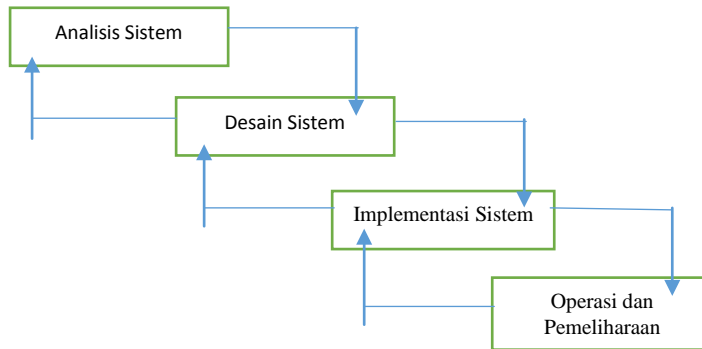 Analisis Sistem
Desain Sistem
Implementasi Sistem
Operasi dan
Pemeliharaan